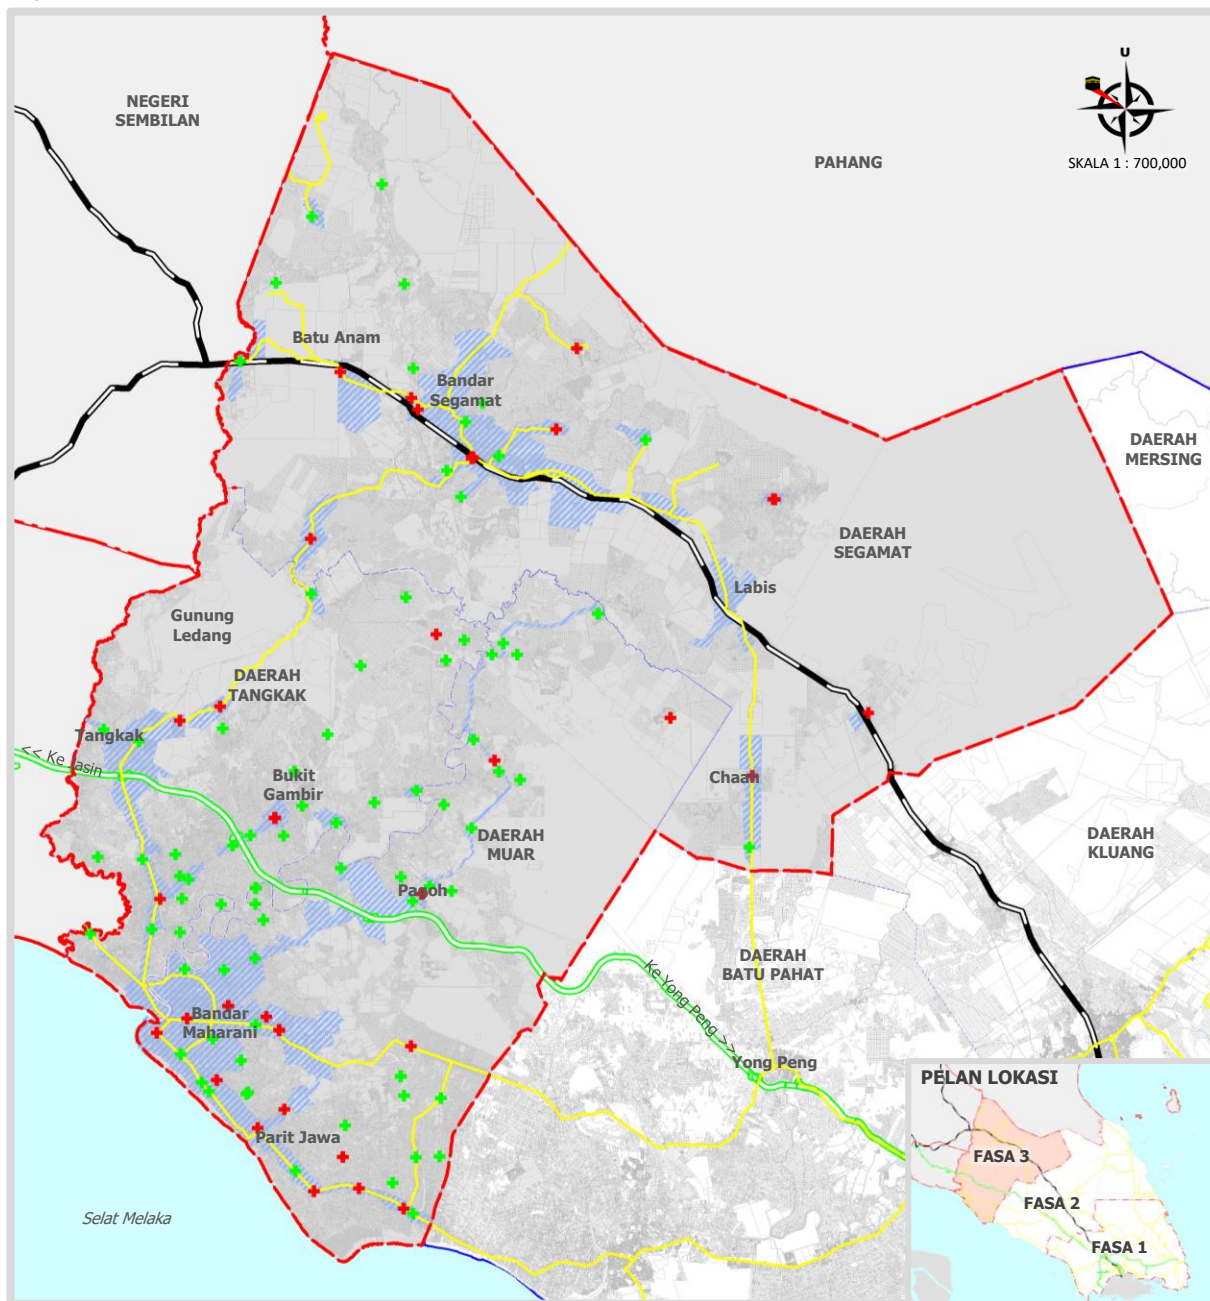 U
SKALA 1 : 700,000
NEGERI
SEMBILAN
PAHANG
Batu Anam
Bandar
Segamat
DAERAH
MERSING
DAERAH
SEGAMAT
Labis
Gunung
Ledang
DAERAH
TANGKAK
Tangkak
<< Ke Jasin
Bukit
Gambir
Chaah
DAERAH
MUAR
DAERAH
KLUANG
Pagoh
DAERAH
BATU PAHAT
Ke Yong Peng >>
Bandar
Maharani
Yong Peng
Parit Jawa
Selat Melaka
PELAN LOKASI
FASA 3
FASA 2
FASA 1